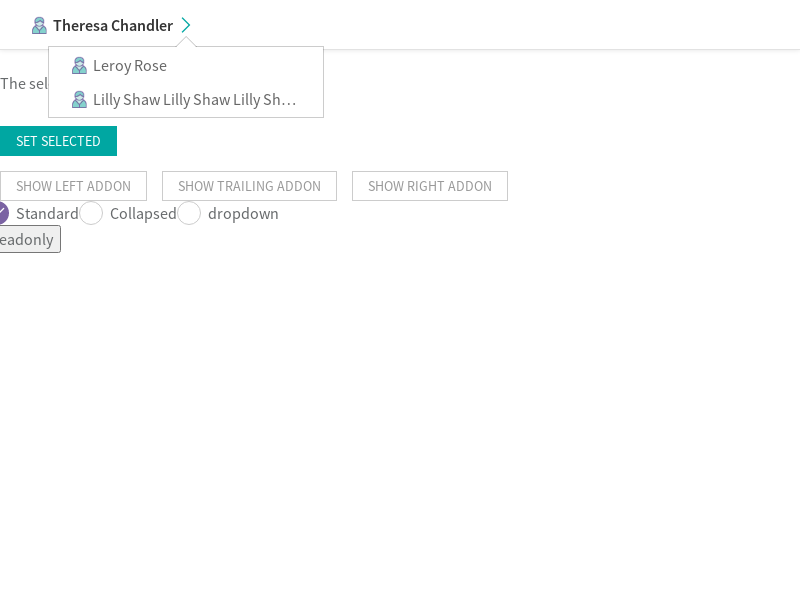 Theresa Chandler
Leroy Rose
Lilly Shaw Lilly Shaw Lilly Sh…
The sel
SET SELECTED
SHOW LEFT ADDON SHOW TRAILING ADDON SHOW RIGHT ADDON
Standard Collapsed dropdown
eadonly